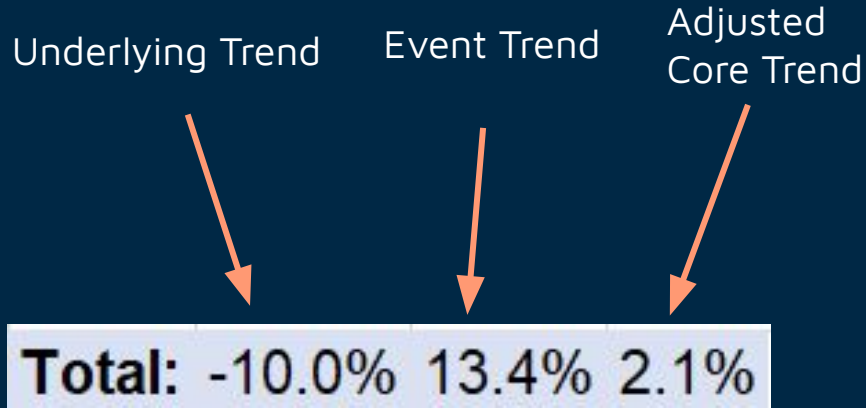 Underlying Trend
Event Trend
Adjusted
Core Trend
Total: -10.0% 13.4% 2.1%